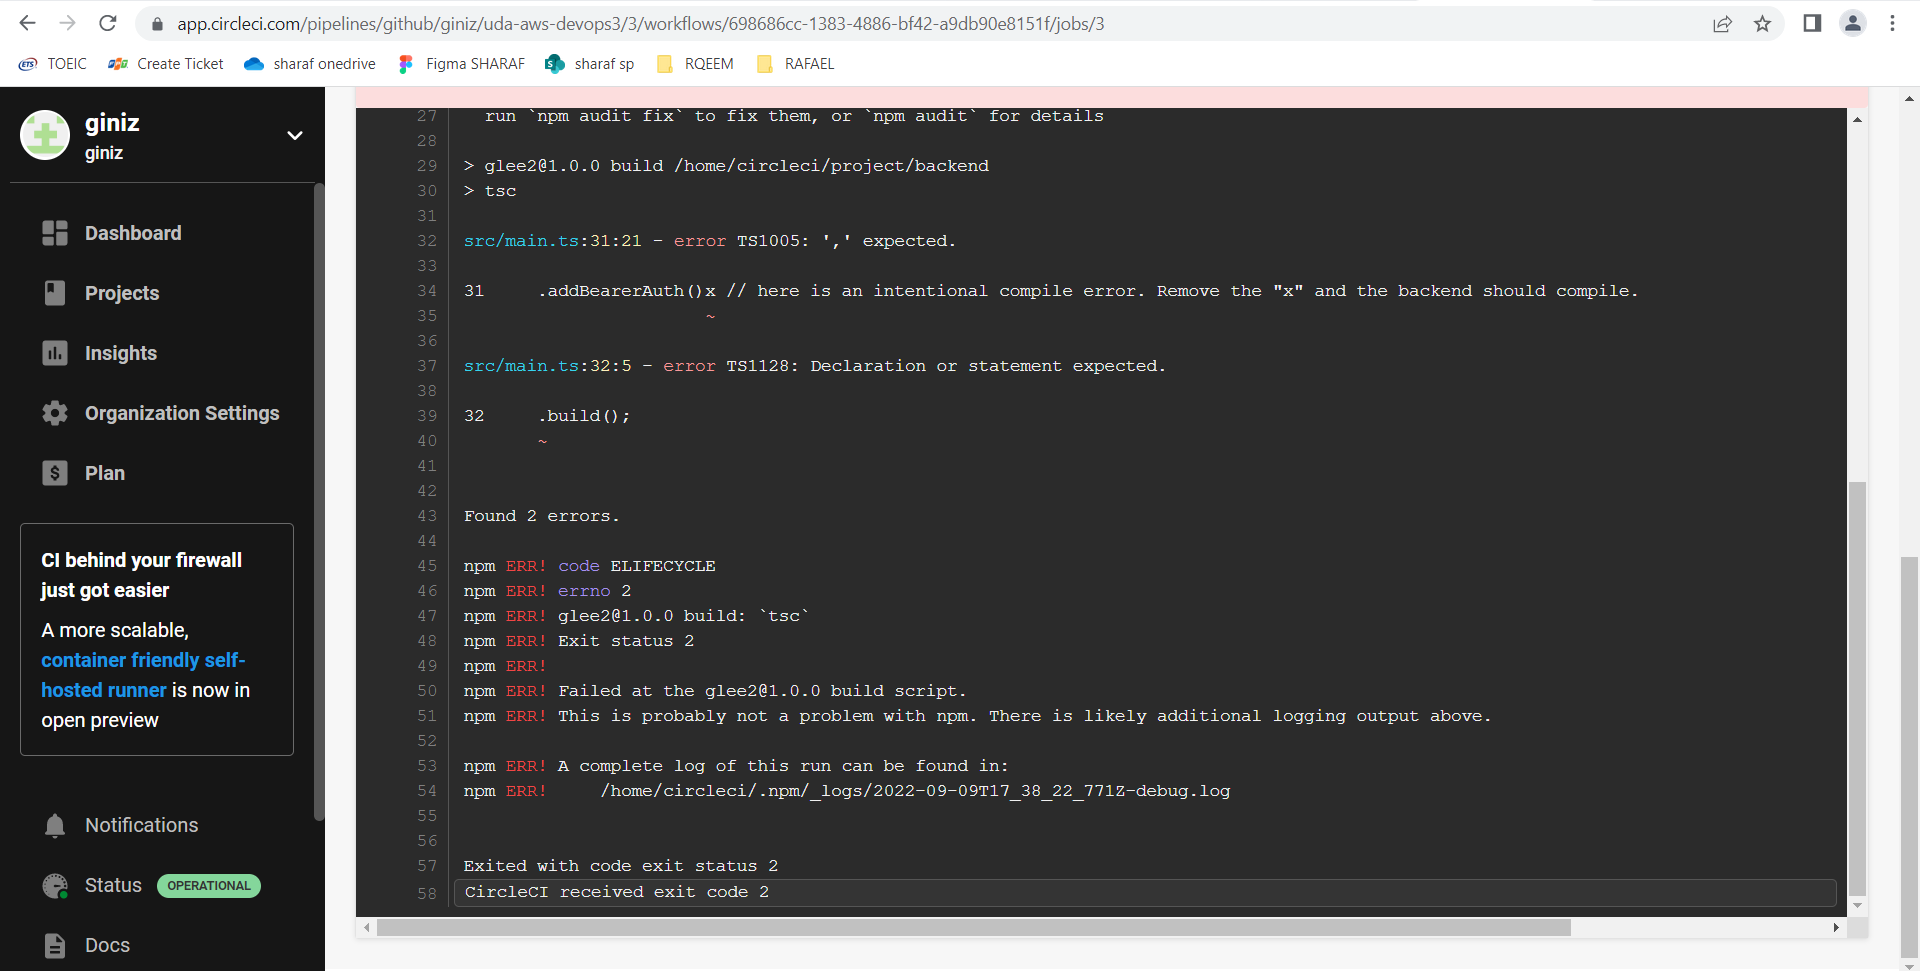 app.circleci.com/pipelines/github/giniz/uda-aws-devops3/3/workflows/698686cc-1383-4886-bf42-a9db90e8151f/jobs/3
ETS TOEIC Create Ticket sharaf onedrive Figma SHARAF sharaf sp RQEEM RAFAEL
giniz
giniz
Dashboard
Projects
Insights
Organization Settings
Plan
CI behind your firewall
just got easier
A more scalable,
container friendly self-
hosted runner is now in
open preview
Notifications
Status OPERATIONAL
Docs
27 run `npm audit fix` to fix them, or `npm audit` for details
28
29 > glee2@1.0.0 build /home/circleci/project/backend
30 > tsc
31
32 src/main.ts:31:21 - error TS1005: ',' expected.
33
34 31 .addBearerAuth()x // here is an intentional compile error. Remove the "x" and the backend should compile.
35 ~
36
37 src/main.ts:32:5 - error TS1128: Declaration or statement expected.
38
39 32 .build();
40 ~
41
42
43 Found 2 errors.
44
45 npm ERR! code ELIFECYCLE
46 npm ERR! errno 2
47 npm ERR! glee2@1.0.0 build: `tsc`
48 npm ERR! Exit status 2
49 npm ERR!
50 npm ERR! Failed at the glee2@1.0.0 build script.
51 npm ERR! This is probably not a problem with npm. There is likely additional logging output above.
52
53 npm ERR! A complete log of this run can be found in:
54 npm ERR! /home/circleci/.npm/_logs/2022-09-09T17_38_22_771Z-debug.log
55
56
57 Exited with code exit status 2
58 CircleCI received exit code 2